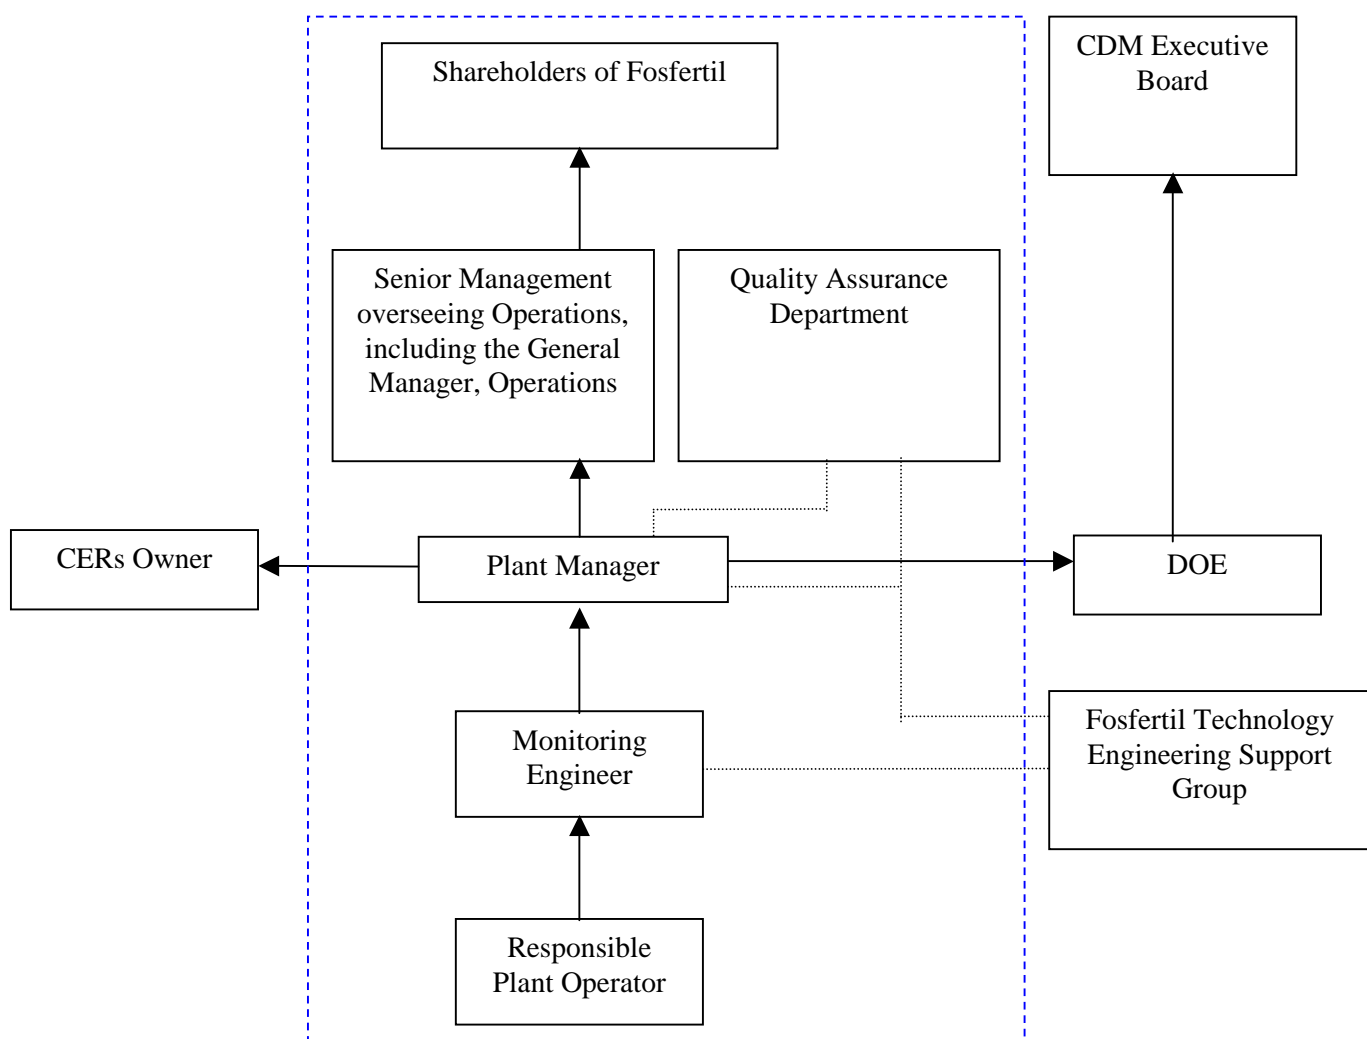 Shareholders of Fosfertil
CDM Executive
Board
Senior Management
overseeing Operations,
including the General
Manager, Operations
Quality Assurance
Department
CERs Owner
Plant Manager
DOE
Monitoring
Engineer
Fosfertil Technology
Engineering Support
Group
Responsible
Plant Operator